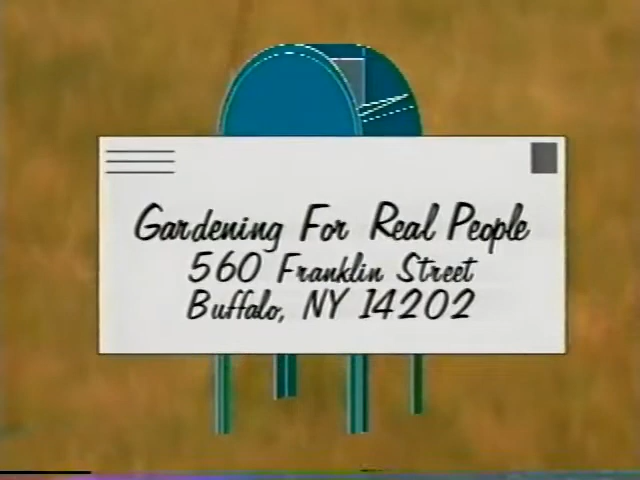 Gardening For Real People
560 Franklin Street
Buffalo, NY 14202